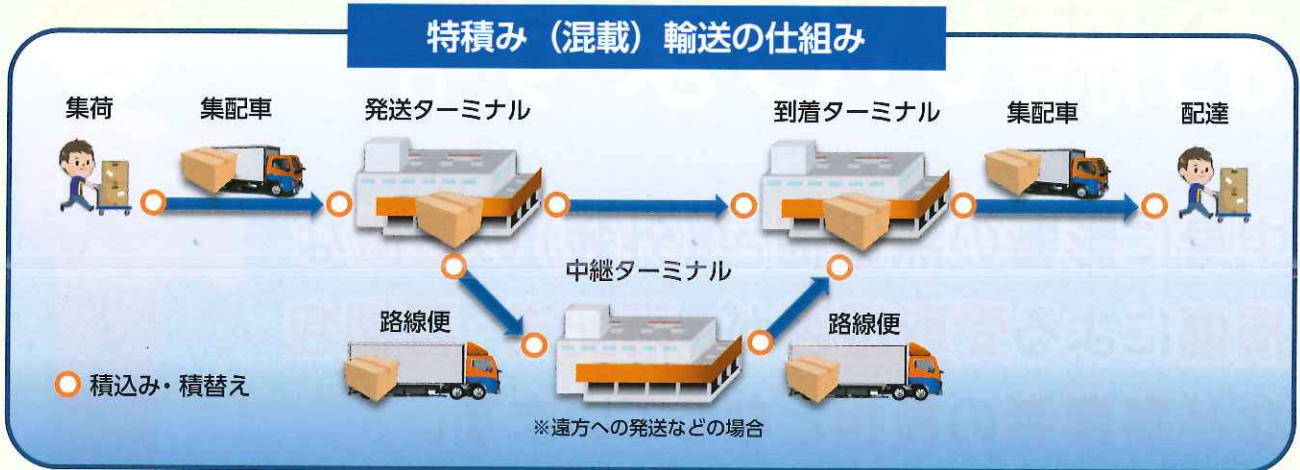 特積み（混載）輸送の仕組み
集荷
集配車
発送ターミナル
到着ターミナル
集配車
配達
中継ターミナル
路線便
路線便
積込み・積替え
※遠方への発送などの場合